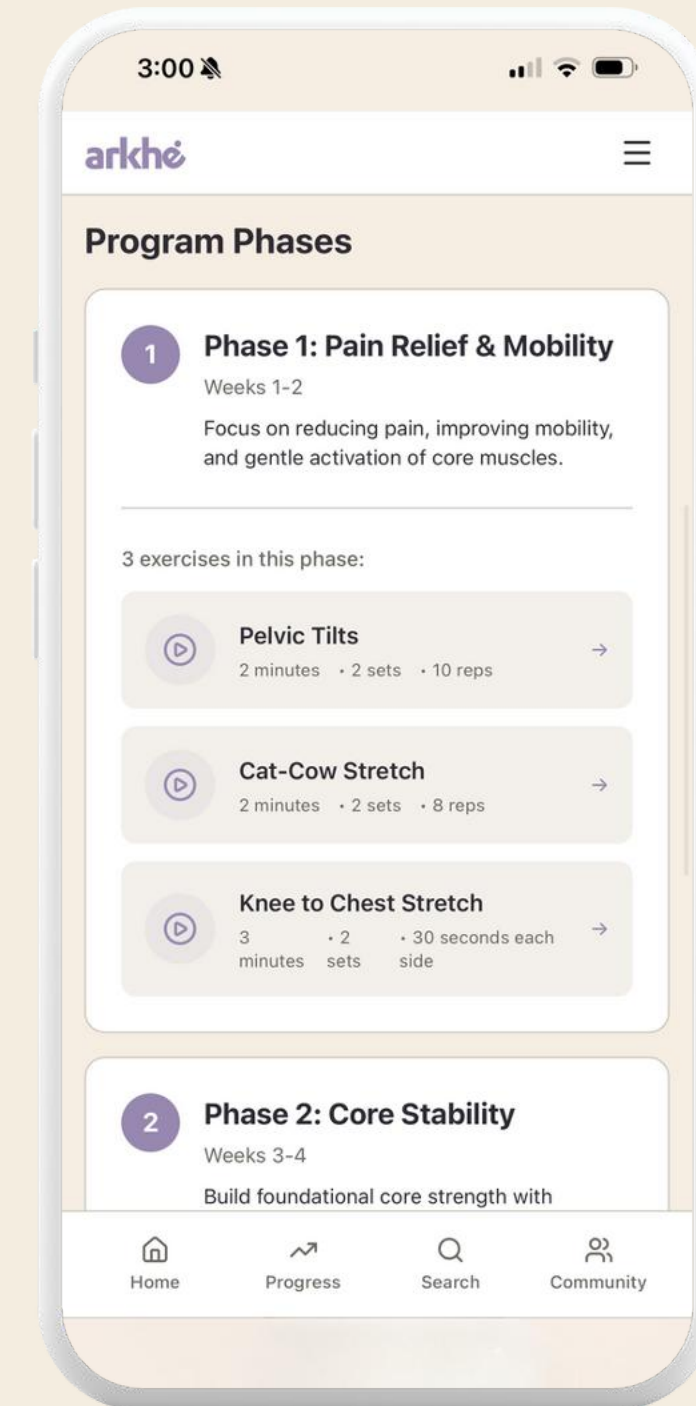 3:00
arkhé
Program Phases
1
Phase 1: Pain Relief & Mobility
Weeks 1-2
Focus on reducing pain, improving mobility,
and gentle activation of core muscles.
3 exercises in this phase:
Pelvic Tilts
2 minutes • 2 sets • 10 reps
Cat-Cow Stretch
2 minutes • 2 sets • 8 reps
Knee to Chest Stretch
3 • 2 • 30 seconds each
minutes sets side
2
Phase 2: Core Stability
Weeks 3-4
Build foundational core strength with
Home Progress Search Community